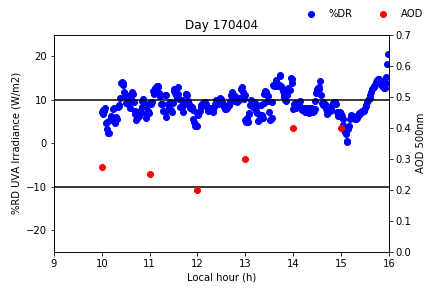 %DR AOD
Day 170404
20
10
0
−10
−20
%RD UVA Irradiance (W/m2)
0.7
0.6
0.5
0.4
0.3
0.2
0.1
0.0
AOD 500nm
9 10 11 12 13 14 15 16
Local hour (h)